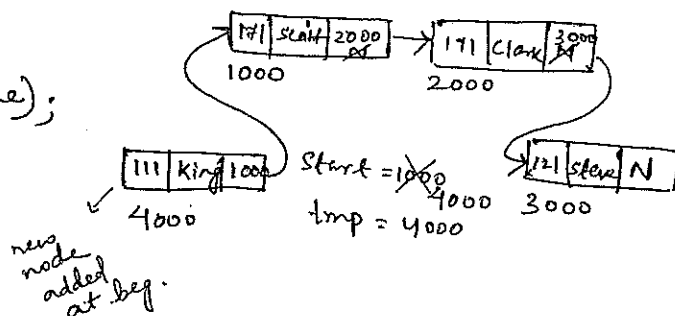 171 Scott 2000 N
1000
171 Clark 3000 N
2000
e);
111 King 1000
4000
Start = 1000 4000
tmp = 4000
121 Steve N
3000
new
node
added
at beg.